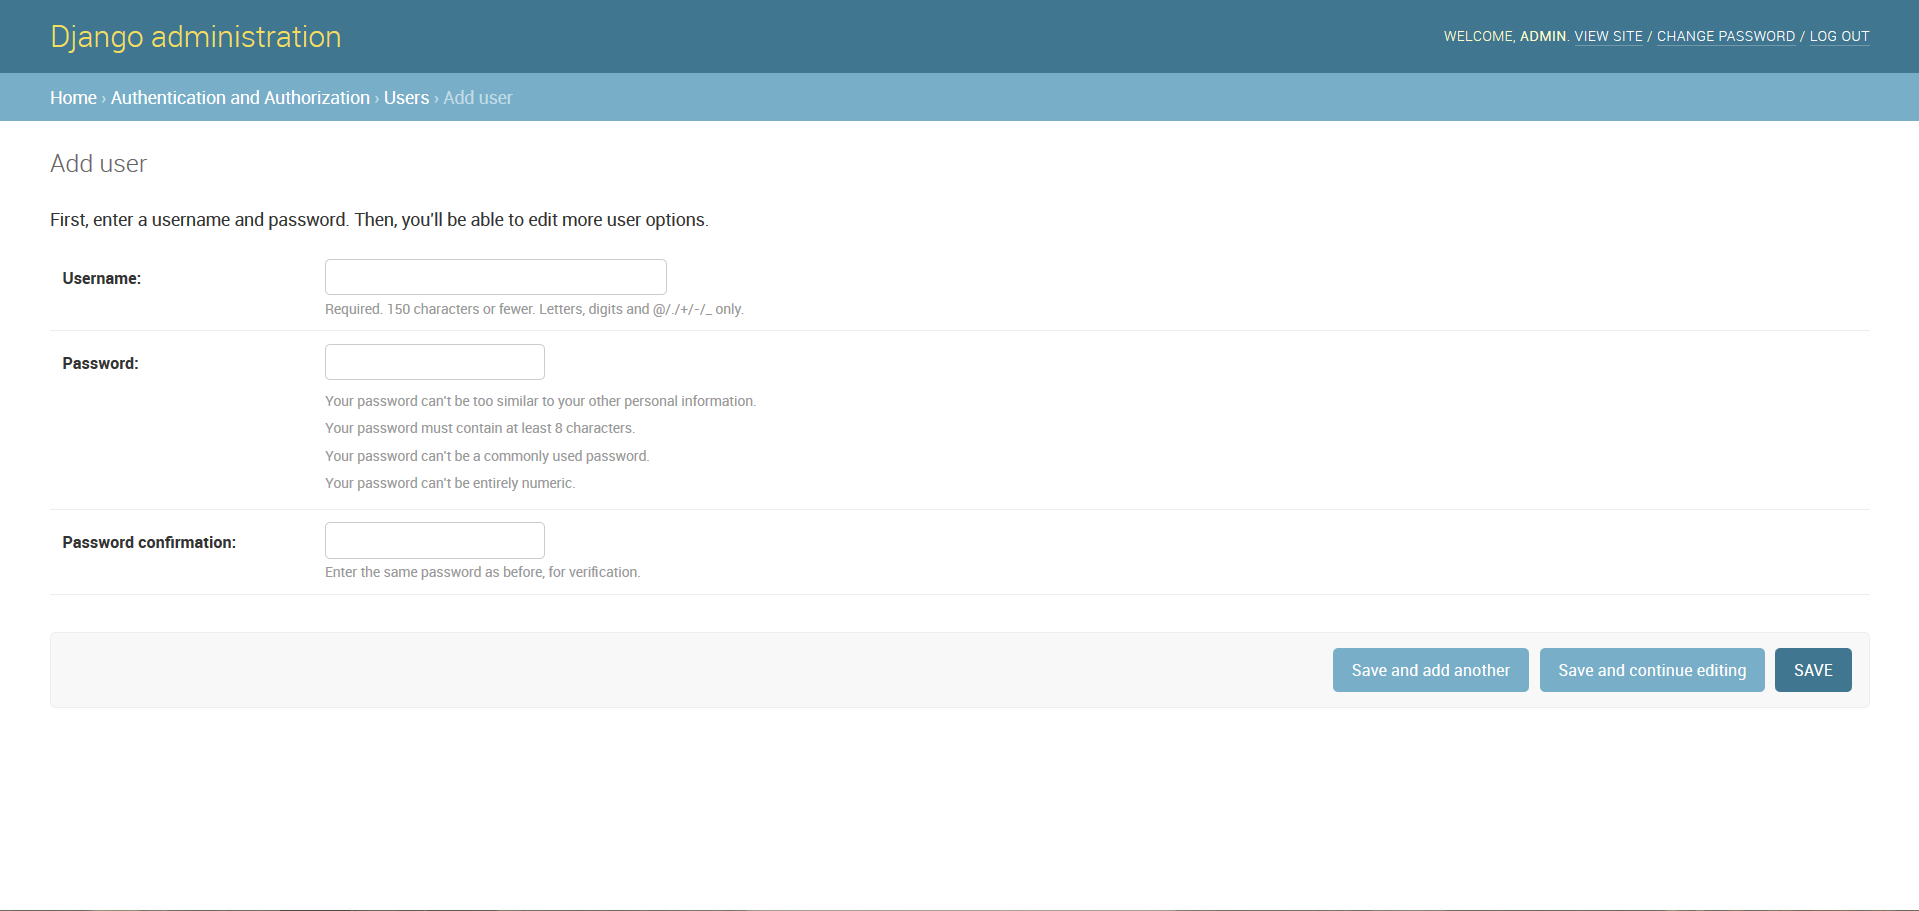 Django administration
WELCOME, ADMIN. VIEW SITE / CHANGE PASSWORD / LOG OUT
Home › Authentication and Authorization › Users › Add user
Add user
First, enter a username and password. Then, you'll be able to edit more user options.
Username:
Required. 150 characters or fewer. Letters, digits and @/./+/-/_ only.
Password:
Your password can't be too similar to your other personal information.
Your password must contain at least 8 characters.
Your password can't be a commonly used password.
Your password can't be entirely numeric.
Password confirmation:
Enter the same password as before, for verification.
Save and add another
Save and continue editing
SAVE